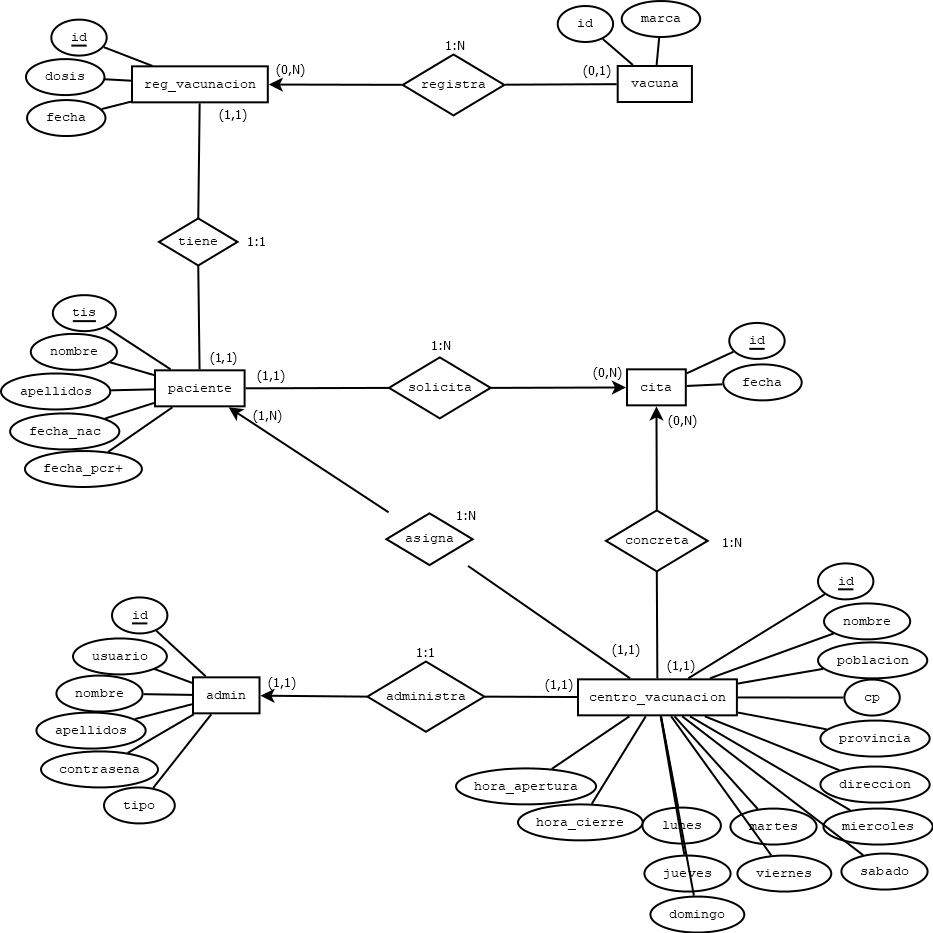 id
marca
id
1:N
dosis
(0,N)
(0,1)
reg_vacunacion
registra
vacuna
fecha
(1,1)
tiene
1:1
tis
id
nombre
1:N
(1,1)
(1,1)
(0,N)
apellidos
paciente
solicita
cita
fecha
(1,N)
(0,N)
fecha_nac
fecha_pcr+
1:N
asigna
concreta
1:N
id
id
nombre
1:1
(1,1)
usuario
(1,1)
poblacion
(1,1)
(1,1)
nombre
admin
administra
centro_vacunacion
cp
apellidos
provincia
contrasena
hora_apertura
direccion
tipo
hora_cierre
lunes
martes
miercoles
jueves
viernes
sabado
domingo